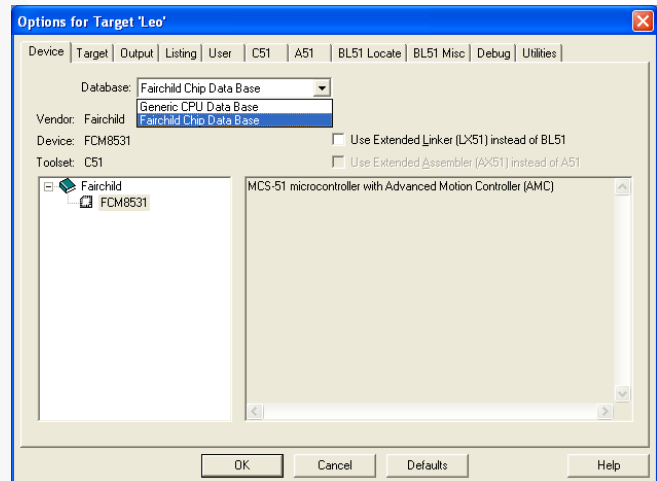 Options for Target 'Leo'
Device Target Output Listing User C51 A51 BL51 Locate BL51 Misc Debug Utilities
Database: Fairchild Chip Data Base
Generic CPU Data Base
Vendor: Fairchild Fairchild Chip Data Base
Device: FCM8531 Use Extended Linker (LX51) instead of BL51
Toolset: C51 Use Extended Assembler (AX51) instead of A51
Fairchild MCS-51 microcontroller with Advanced Motion Controller (AMC)
FCM8531
OK Cancel Defaults Help